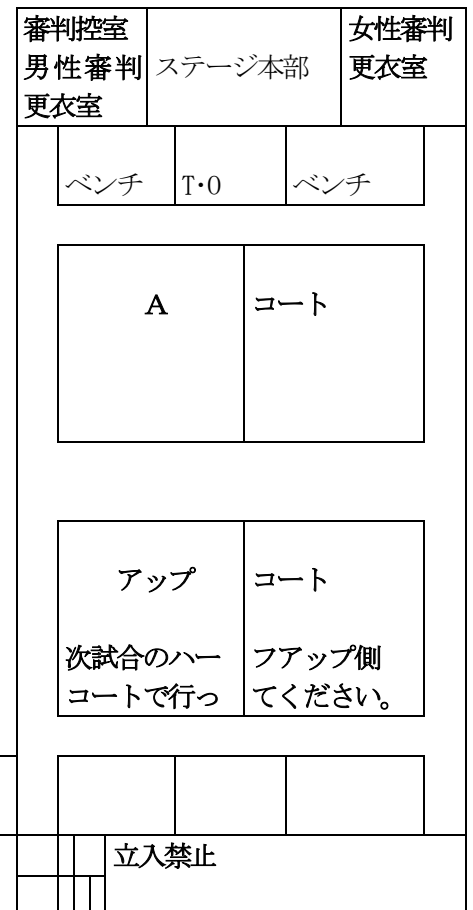 審判控室
男性審判
更衣室
ステージ本部
女性審判
更衣室
ベンチ
T･O
ベンチ
A
コート
アップ
コート
次試合のハー
フアップ側
コートで行っ
てください。
立入禁止